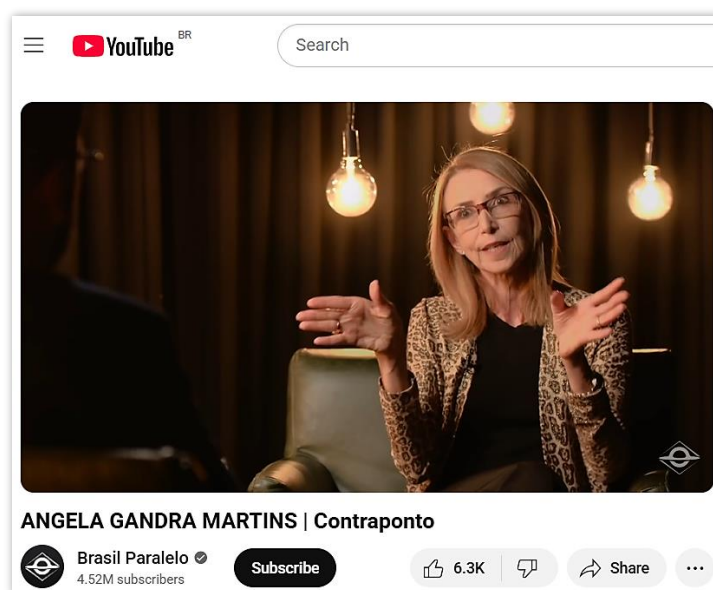 YouTube BR
Search
ANGELA GANDRA MARTINS | Contraponto
Brasil Paralelo
4.52M subscribers
Subscribe
6.3K
Share